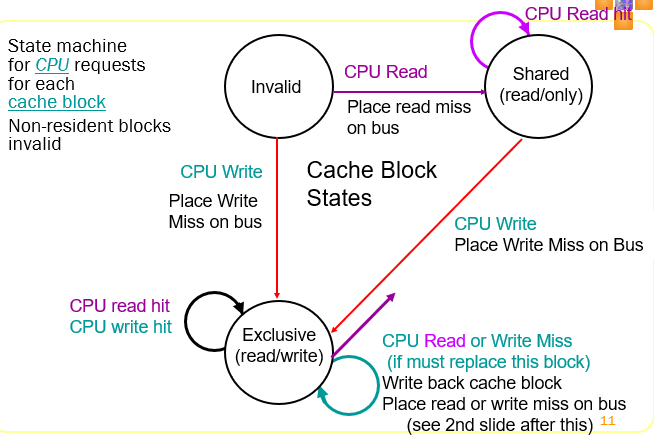 CPU Read hit
State machine
for CPU requests
for each
cache block
Non-resident blocks
invalid
Invalid
CPU Read
Place read miss
on bus
Shared
(read/only)
CPU Write
Place Write
Miss on bus
Cache Block
States
CPU Write
Place Write Miss on Bus
CPU read hit
CPU write hit
Exclusive
(read/write)
CPU Read or Write Miss
(if must replace this block)
Write back cache block
Place read or write miss on bus
(see 2nd slide after this)
11